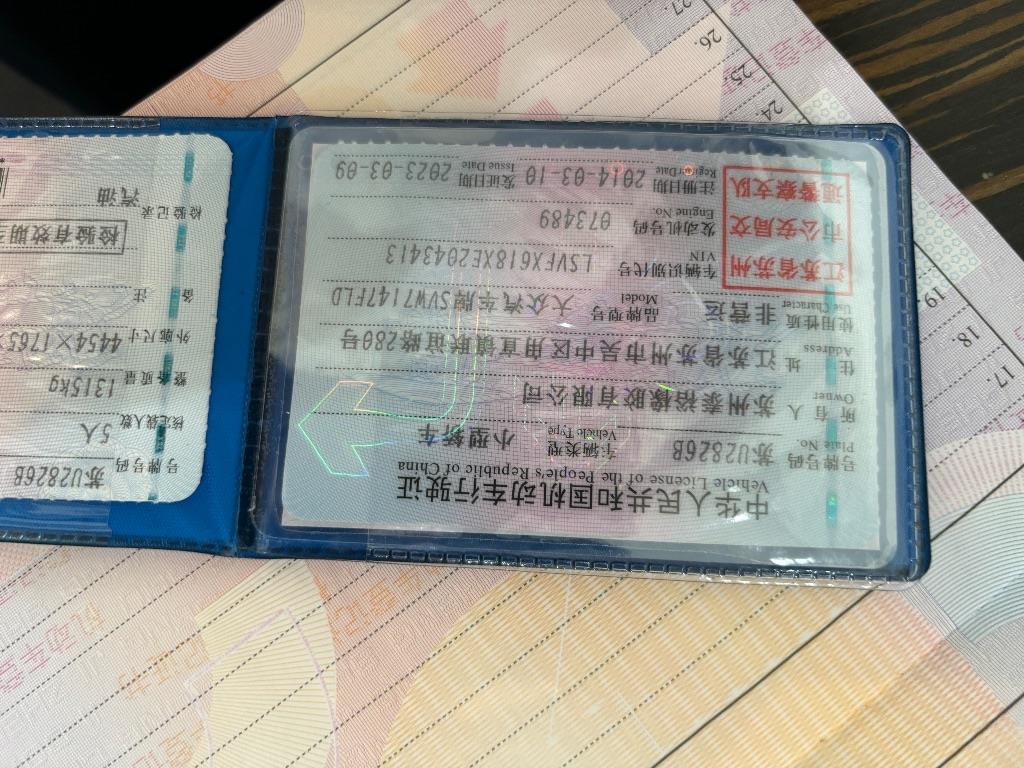 中华人民共和国机动车行驶证
Vehicle License of the People's Republic of China
号牌号码 苏U2826B 车辆类型 小型轿车
Plate No. Vehicle Type
所有人 苏州泰裕橡胶有限公司
Owner
住址 江苏省苏州市吴中区甪直镇联谊路280号
Address
使用性质 非营运 品牌型号 大众汽车牌SVW7147FLD
Use Character Model
江苏省苏州
市公安局交
通警察支队
车辆识别代号 LSVFX618XE2043413
VIN
发动机号码 073489
Engine No.
注册日期 2014-03-10 发证日期 2023-03-09
Register Date Issue Date
号牌号码 苏U2826B
核定载人数 5人
整备质量 1315kg
外廓尺寸 4454×1765×
备注
检验有效期至
检验记录
汽油
17.
18.
19.
24.
25.
26.
27.